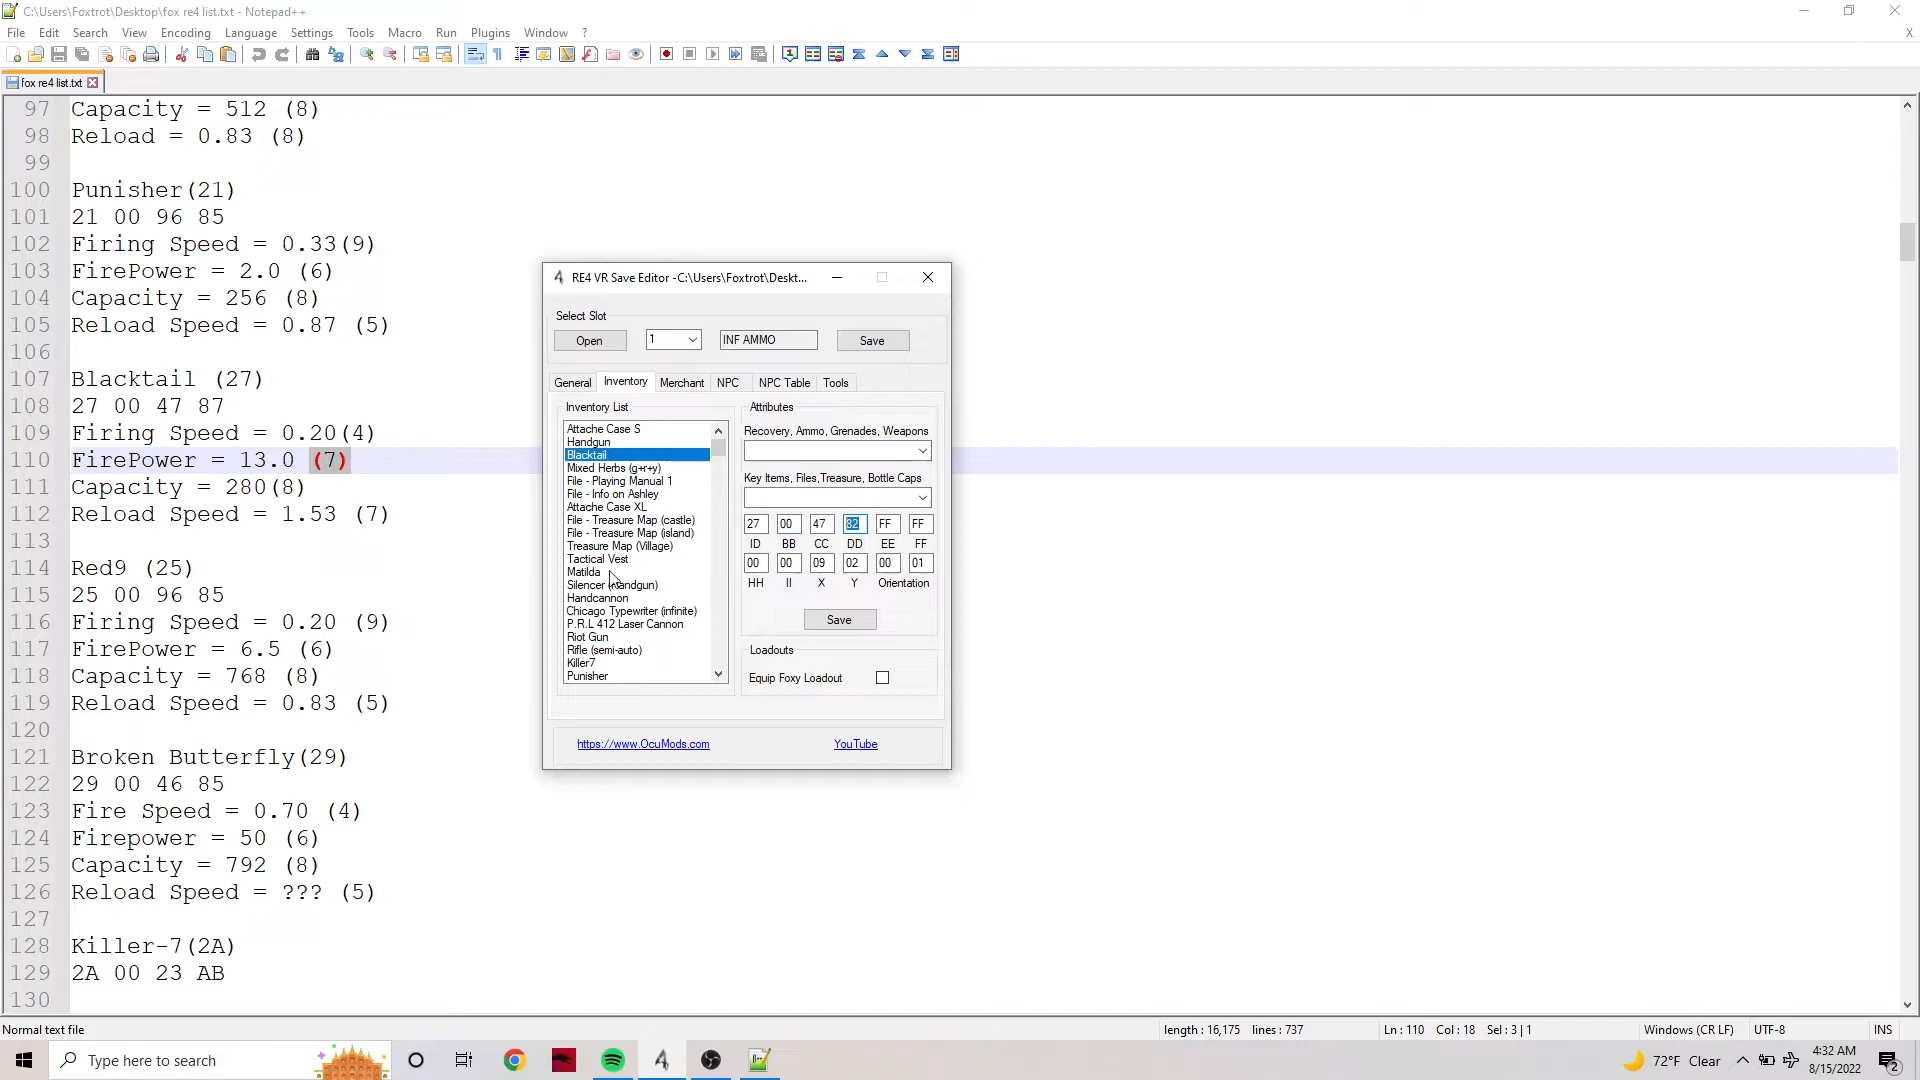 C:\Users\Foxtrot\Desktop\fox re4 list.txt - Notepad++
File Edit Search View Encoding Language Settings Tools Macro Run Plugins Window ? X
fox re4 list.txt
97 Capacity = 512 (8)
98 Reload = 0.83 (8)
99
100 Punisher(21)
101 21 00 96 85
102 Firing Speed = 0.33(9)
103 FirePower = 2.0 (6)
104 Capacity = 256 (8)
105 Reload Speed = 0.87 (5)
106
107 Blacktail (27)
108 27 00 47 87
109 Firing Speed = 0.20(4)
110 FirePower = 13.0 (7)
111 Capacity = 280(8)
112 Reload Speed = 1.53 (7)
113
114 Red9 (25)
115 25 00 96 85
116 Firing Speed = 0.20 (9)
117 FirePower = 6.5 (6)
118 Capacity = 768 (8)
119 Reload Speed = 0.83 (5)
120
121 Broken Butterfly(29)
122 29 00 46 85
123 Fire Speed = 0.70 (4)
124 Firepower = 50 (6)
125 Capacity = 792 (8)
126 Reload Speed = ??? (5)
127
128 Killer-7(2A)
129 2A 00 23 AB
130
RE4 VR Save Editor -C:\Users\Foxtrot\Deskt...
Select Slot
Open 1 INF AMMO Save
General Inventory Merchant NPC NPC Table Tools
Inventory List
Attache Case S
Handgun
Blacktail
Mixed Herbs (g+r+y)
File - Playing Manual 1
File - Info on Ashley
Attache Case XL
File - Treasure Map (castle)
File - Treasure Map (island)
Treasure Map (Village)
Tactical Vest
Matilda
Silencer (handgun)
Handcannon
Chicago Typewriter (infinite)
P.R.L 412 Laser Cannon
Riot Gun
Rifle (semi-auto)
Killer7
Punisher
Attributes
Recovery, Ammo, Grenades, Weapons
Key Items, Files,Treasure, Bottle Caps
27 00 47 82 FF FF
ID BB CC DD EE FF
00 00 09 02 00 01
HH II X Y Orientation
Save
Loadouts
Equip Foxy Loadout
https://www.OcuMods.com YouTube
Normal text file length : 16,175 lines : 737 Ln : 110 Col : 18 Sel : 3 | 1 Windows (CR LF) UTF-8 INS
Type here to search
72°F Clear
4:32 AM
8/15/2022
2